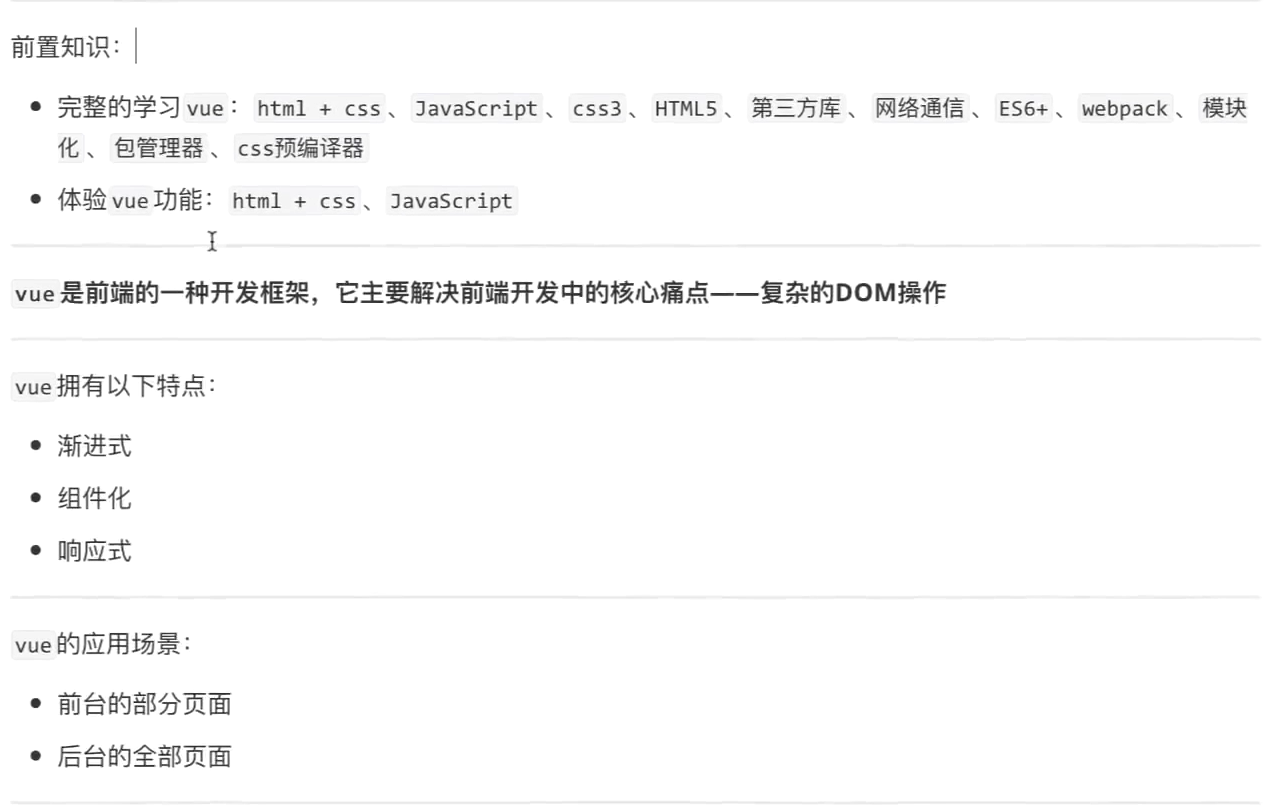 前置知识：
完整的学习vue： html + css、JavaScript、css3、HTML5、第三方库、网络通信、ES6+、webpack、模块
化、包管理器、css预编译器
体验vue功能： html + css、JavaScript
vue是前端的一种开发框架，它主要解决前端开发中的核心痛点——复杂的DOM操作
vue拥有以下特点：
渐进式
组件化
响应式
vue的应用场景：
前台的部分页面
后台的全部页面